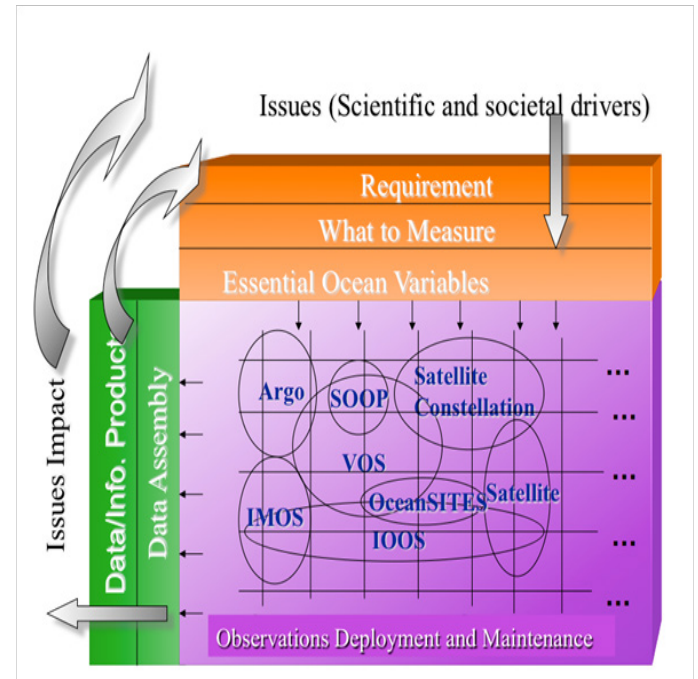 Issues (Scientific and societal drivers)
Requirement
What to Measure
Essential Ocean Variables
Argo
SOOP
Satellite
Constellation
VOS
IMOS
OceanSITES
Satellite
IOOS
...
...
...
...
...
Observations Deployment and Maintenance
Data Assembly
Data/Info. Product
Issues Impact